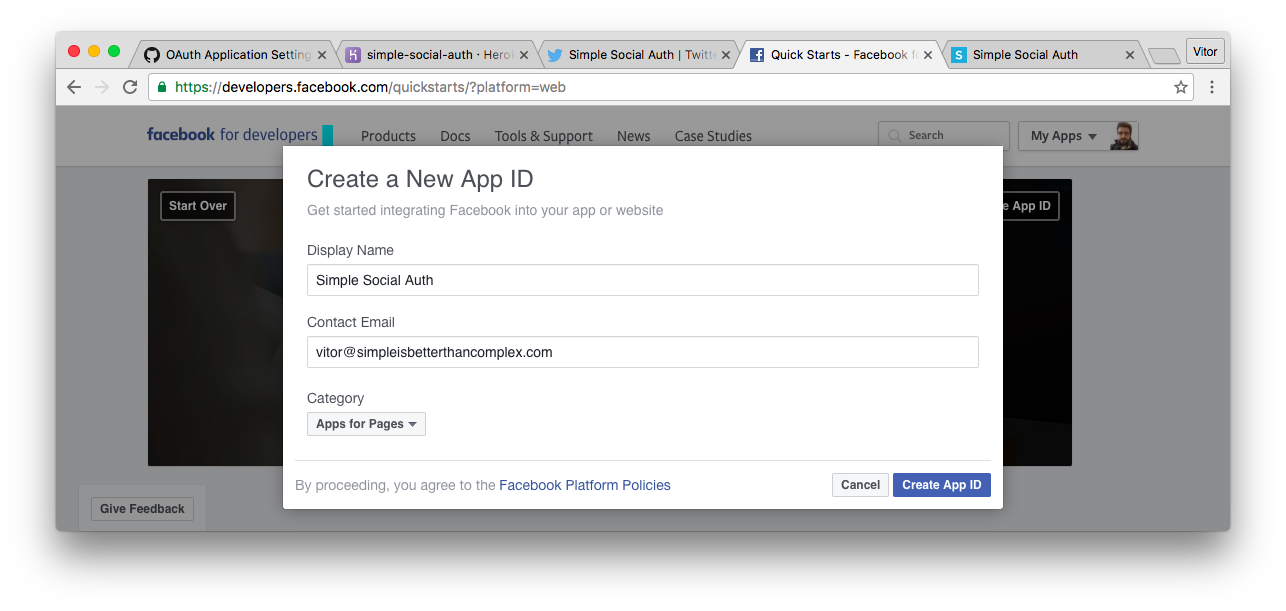 OAuth Application Setting
simple-social-auth · Herok
Simple Social Auth | Twitte
Quick Starts - Facebook fo
Simple Social Auth
Vitor
https://developers.facebook.com/quickstarts/?platform=web
facebook for developers
Products
Docs
Tools & Support
News
Case Studies
Search
My Apps
Start Over
e App ID
Create a New App ID
Get started integrating Facebook into your app or website
Display Name
Simple Social Auth
Contact Email
vitor@simpleisbetterthancomplex.com
Category
Apps for Pages
By proceeding, you agree to the Facebook Platform Policies
Cancel
Create App ID
Give Feedback